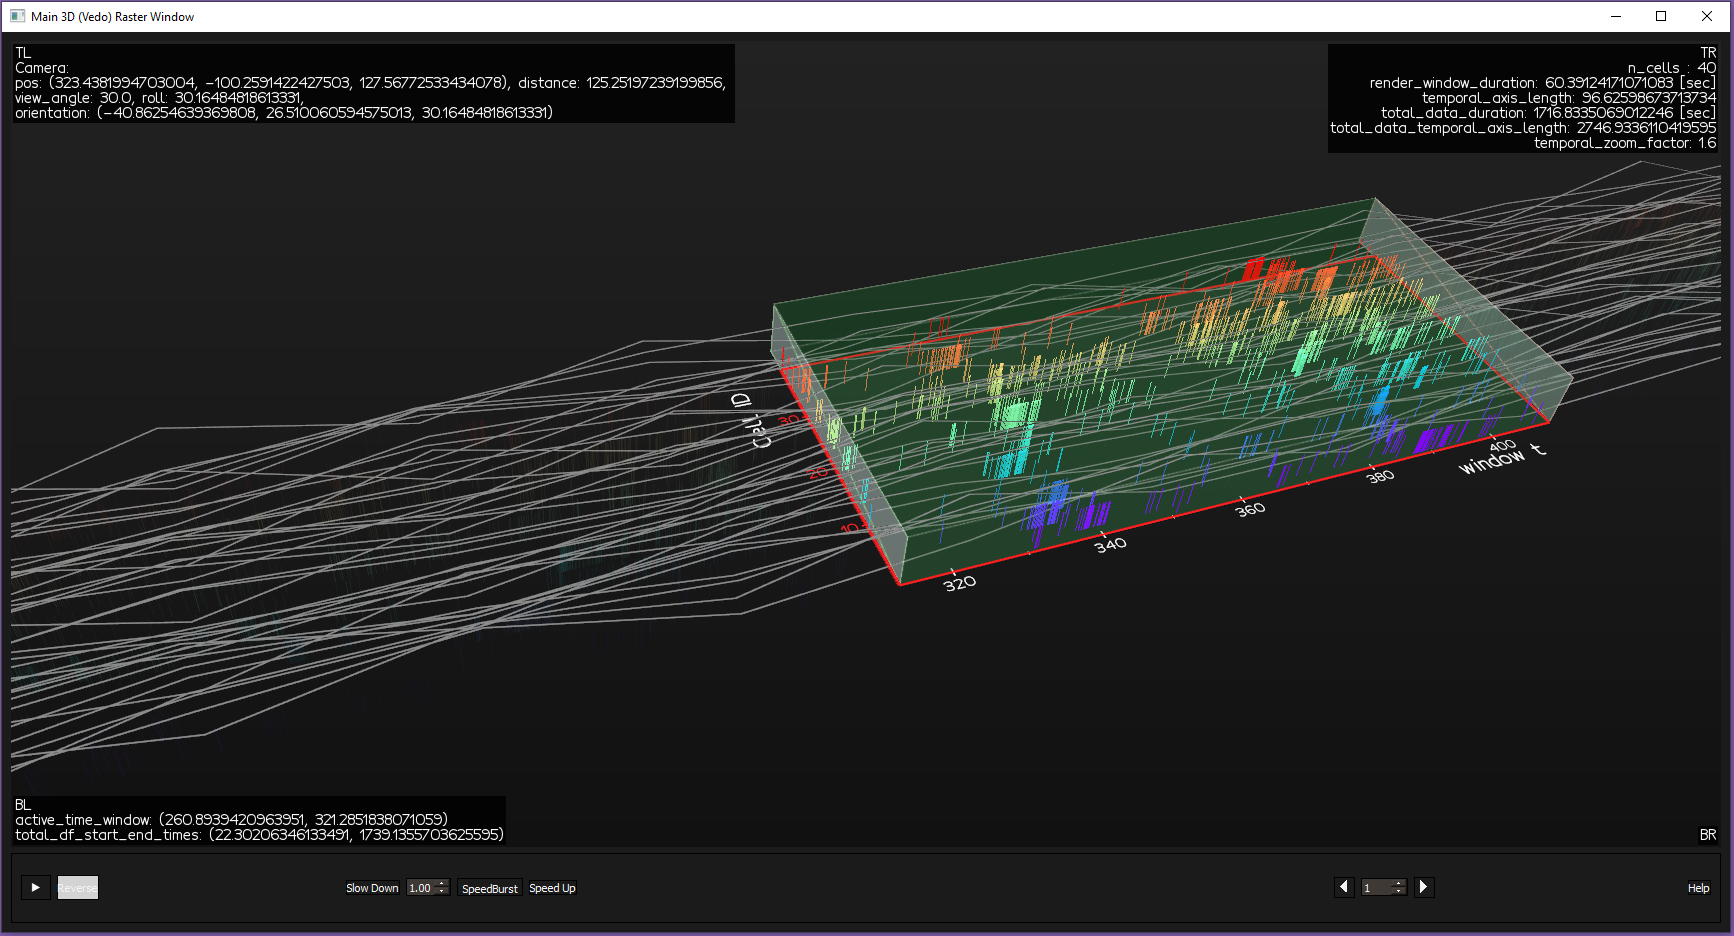 Main 3D (Vedo) Raster Window
TL
Camera:
pos: (323.4381994703004, -100.2591422427503, 127.56772533434078), distance: 125.25197239199856,
view_angle: 30.0, roll: 30.16484818613331,
orientation: (-40.86254639369808, 26.510060594575013, 30.16484818613331)
TR
n_cells : 40
render_window_duration: 60.39124171071083 [sec]
temporal_axis_length: 96.62598673713734
total_data_duration: 1716.8335069012246 [sec]
total_data_temporal_axis_length: 2746.9336110419595
temporal_zoom_factor: 1.6
Cell ID
30
20
10
320
340
360
380
400
window t
BL
active_time_window: (260.8939420963951, 321.2851838071059)
total_df_start_end_times: (22.30206346133491, 1739.1355703625595)
BR
Reverse
Slow Down
1.00
SpeedBurst
Speed Up
1
Help